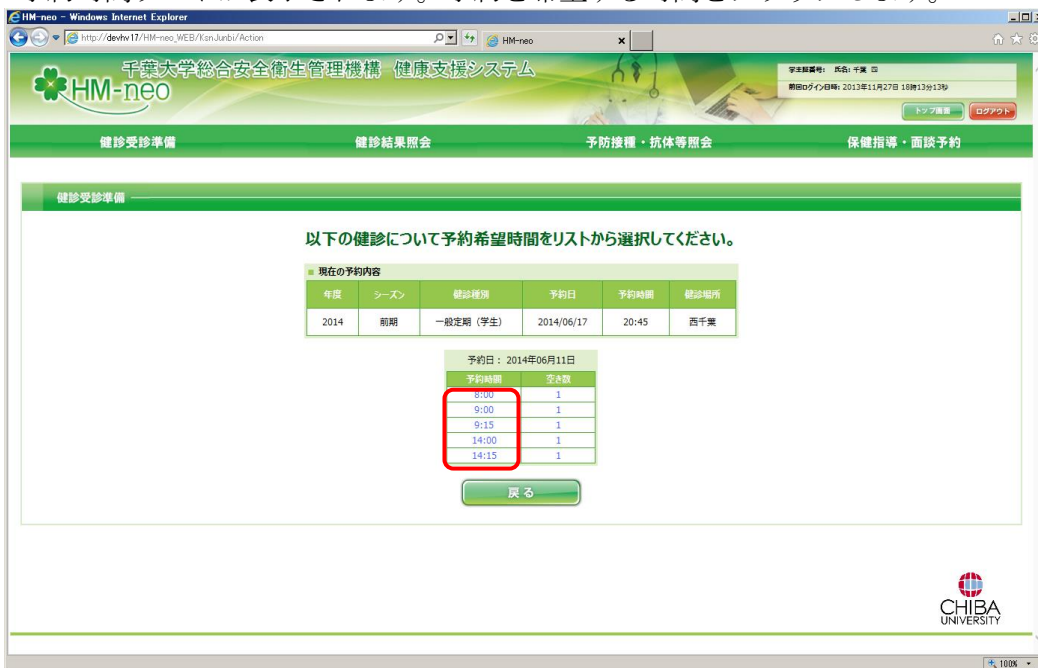 HM-neo - Windows Internet Explorer
http://devhv17/HM-neo_WEB/KsnJunbi/Action
HM-neo
千葉大学総合安全衛生管理機構 健康支援システム
HM-neo
学生証番号: 氏名: 千葉
前回ログイン日時: 2013年11月27日 18時13分13秒
トップ画面
ログアウト
健診受診準備
健診結果照会
予防接種・抗体等照会
保健指導・面談予約
健診受診準備
以下の健診について予約希望時間をリストから選択してください。
現在の予約内容
年度 シーズン 健診種別 予約日 予約時間 健診場所
2014 前期 一般定期 (学生) 2014/06/17 20:45 西千葉
予約日: 2014年06月11日
予約時間 空き数
8:00 1
9:00 1
9:15 1
14:00 1
14:15 1
戻る
CHIBA
UNIVERSITY
100%